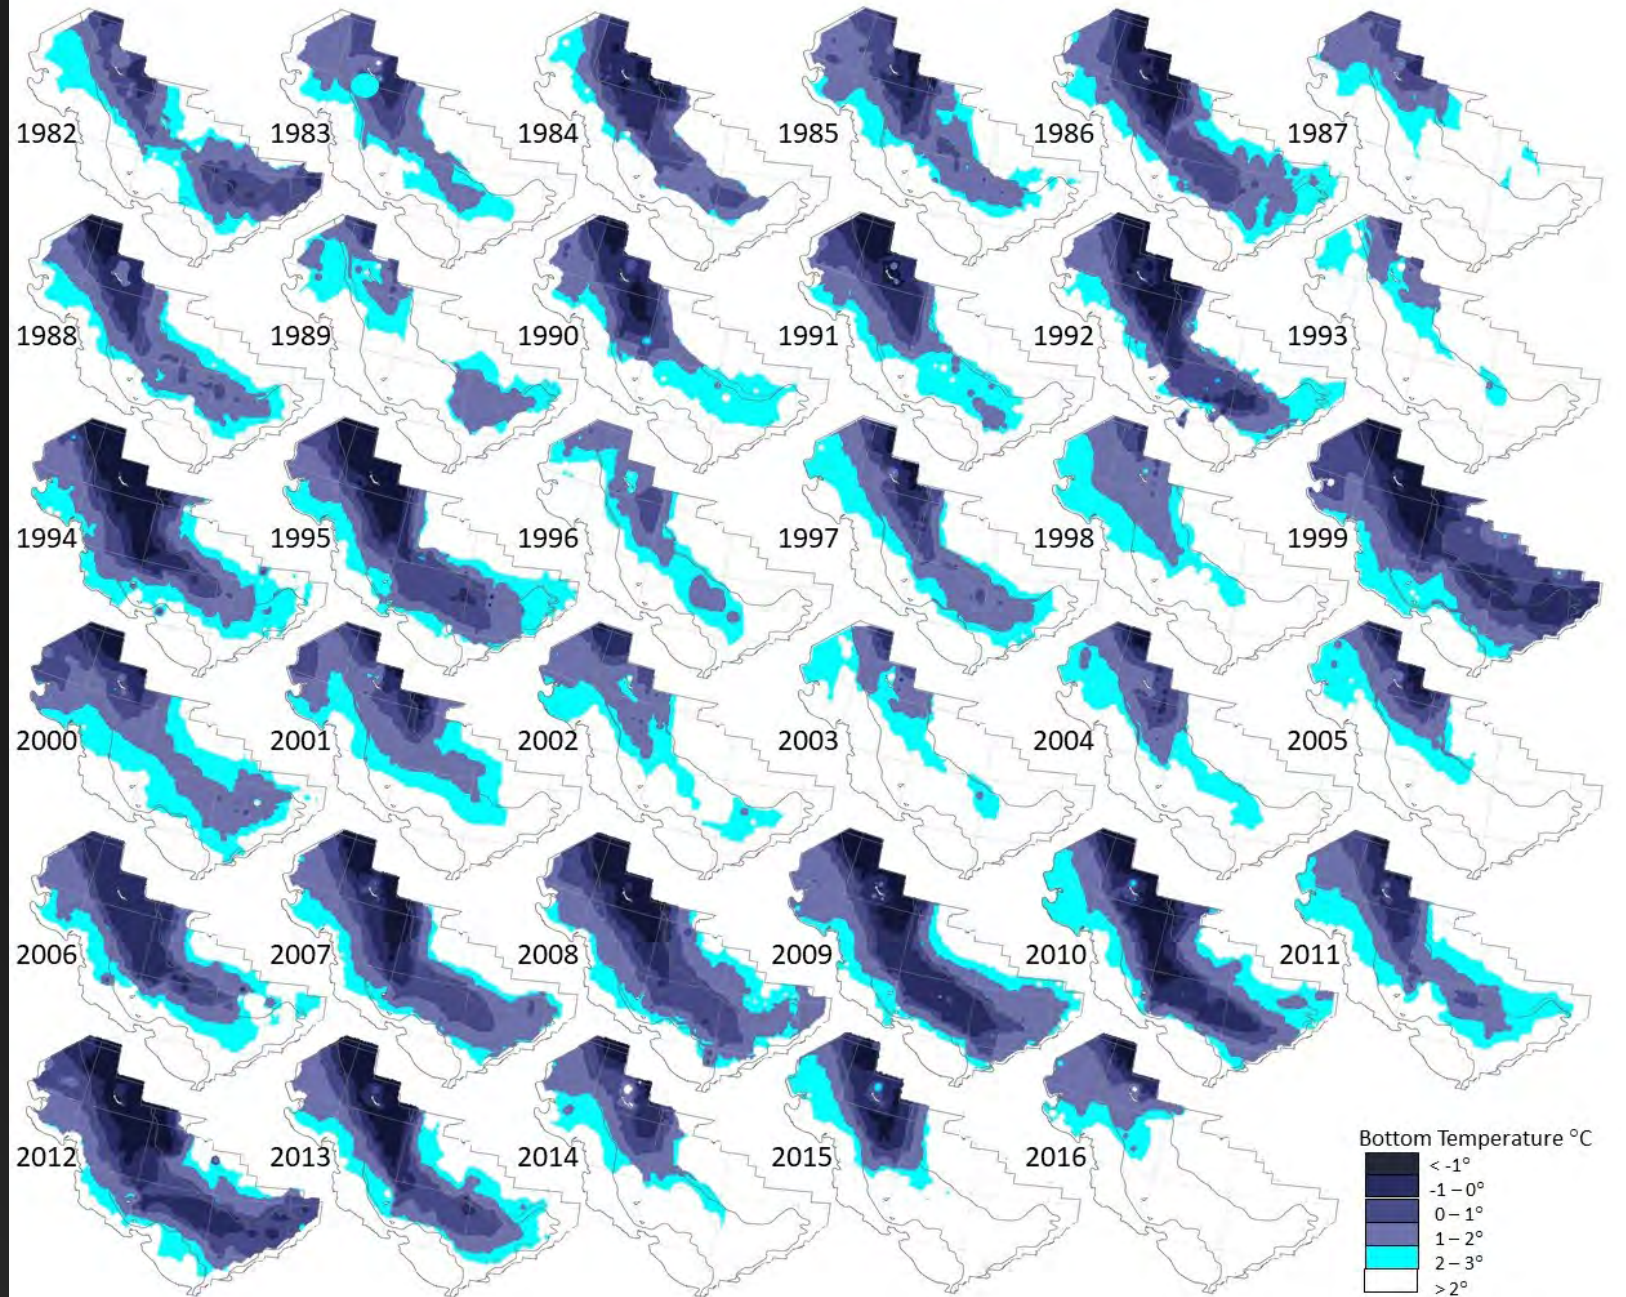 1982 1983 1984 1985 1986 1987
1988 1989 1990 1991 1992 1993
1994 1995 1996 1997 1998 1999
2000 2001 2002 2003 2004 2005
2006 2007 2008 2009 2010 2011
2012 2013 2014 2015 2016
Bottom Temperature °C
< -1°
-1 – 0°
0 – 1°
1 – 2°
2 – 3°
> 2°